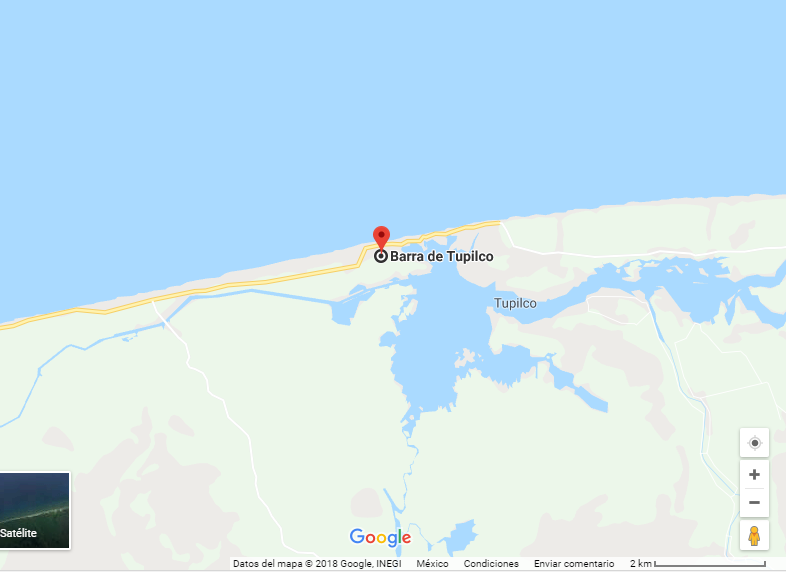 Barra de Tupilco
Tupilco
Satélite
Google
Datos del mapa © 2018 Google, INEGI México Condiciones Enviar comentario 2 km